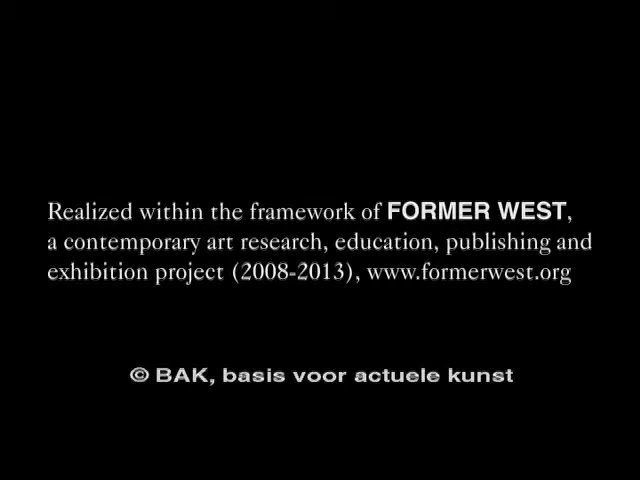 Realized within the framework of FORMER WEST,
a contemporary art research, education, publishing and
exhibition project (2008-2013), www.formerwest.org
© BAK, basis voor actuele kunst